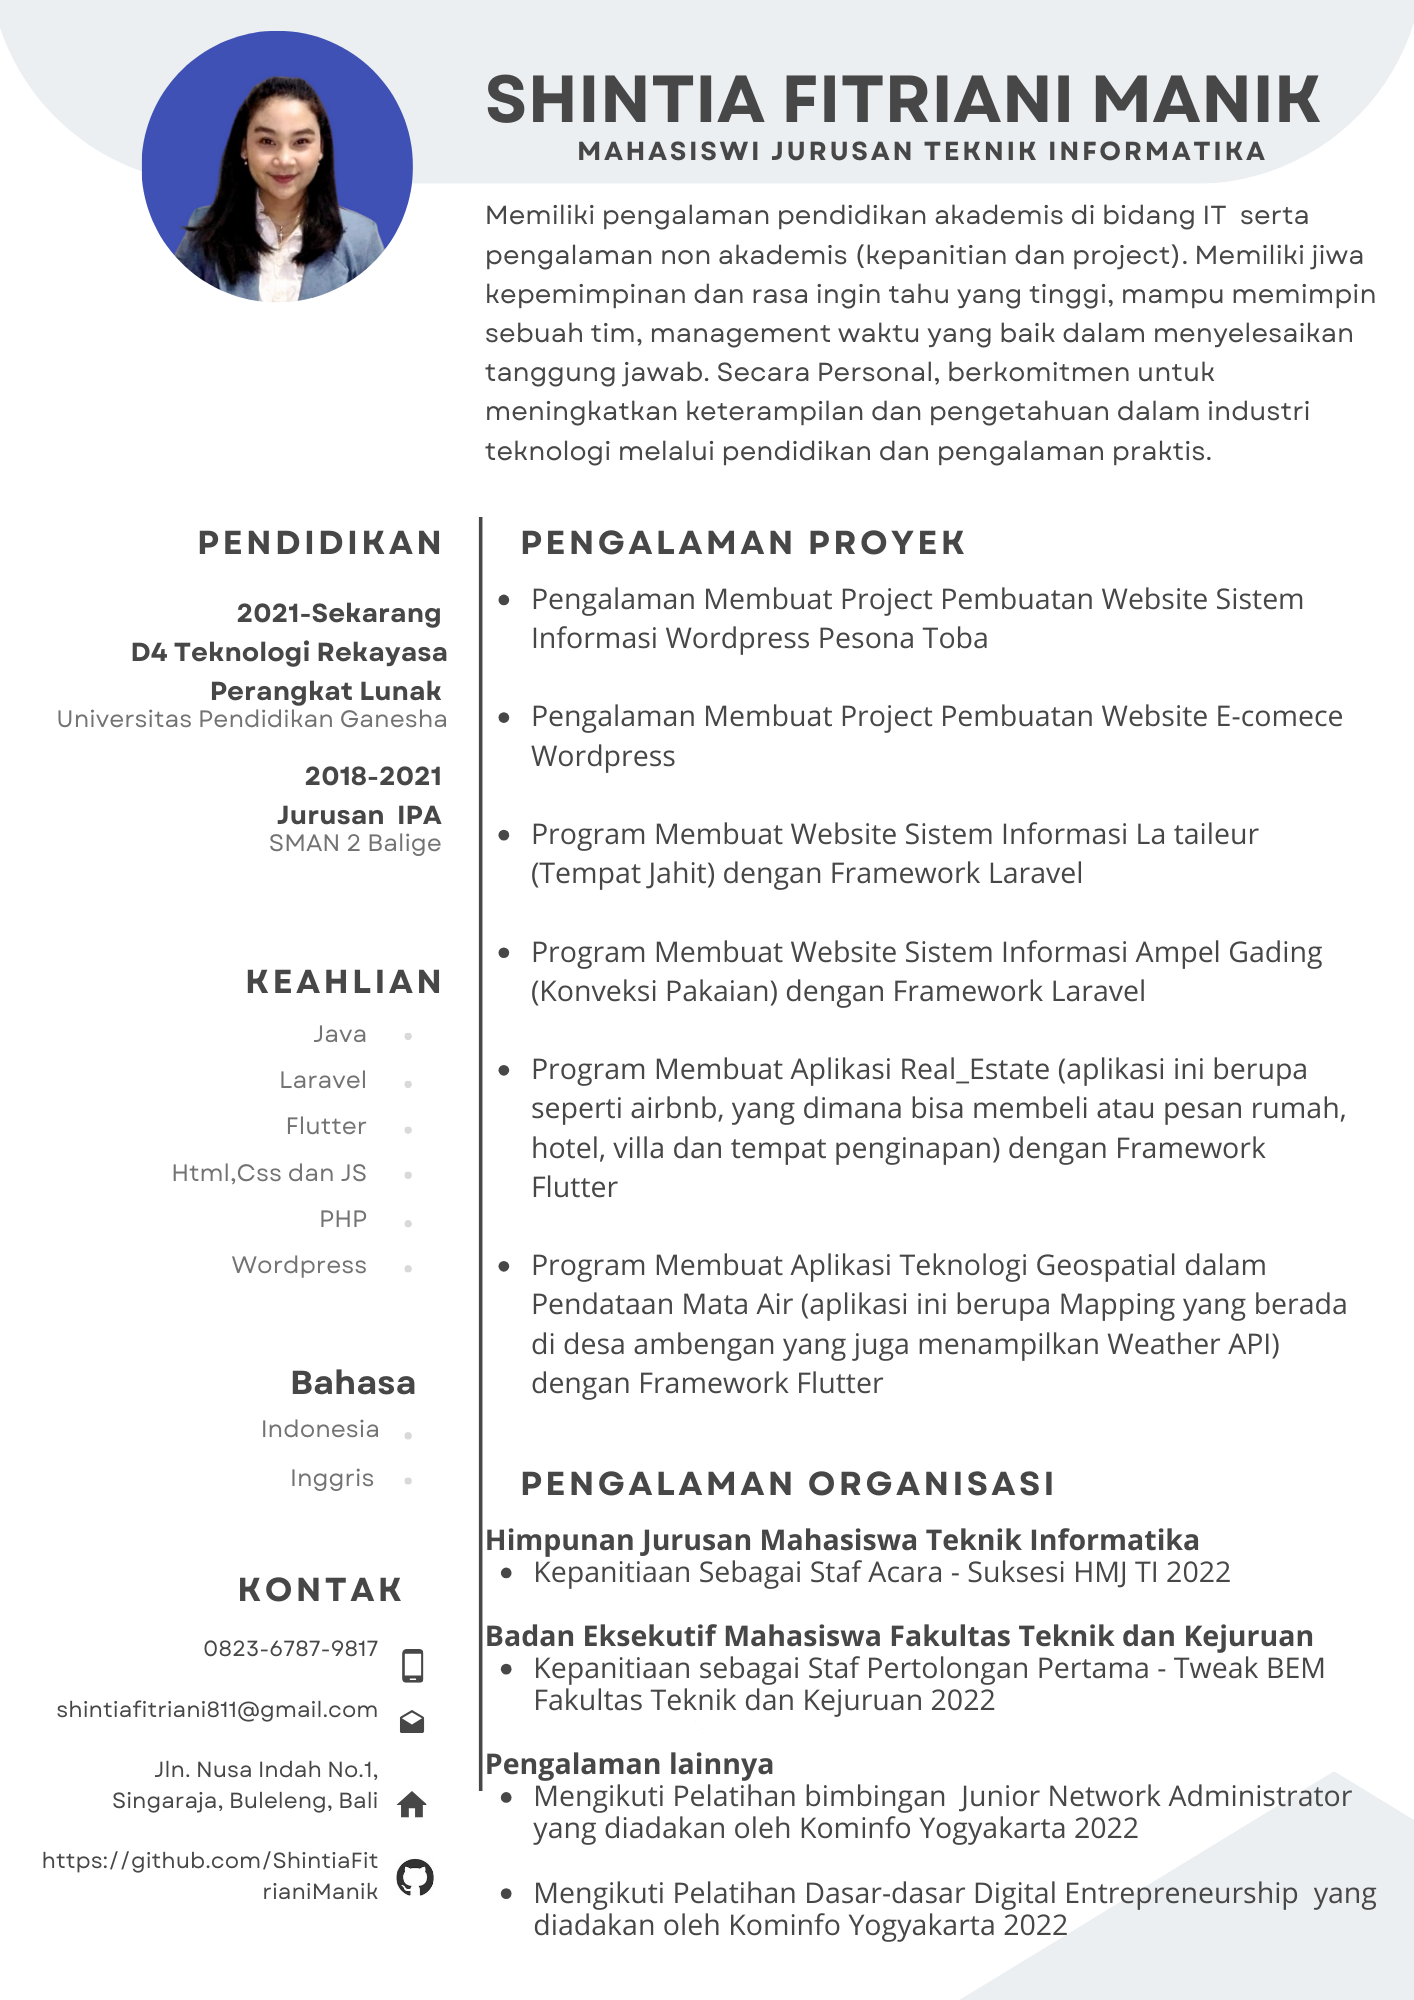 SHINTIA FITRIANI MANIK
MAHASISWI JURUSAN TEKNIK INFORMATIKA
Memiliki pengalaman pendidikan akademis di bidang IT serta
pengalaman non akademis (kepanitian dan project). Memiliki jiwa
kepemimpinan dan rasa ingin tahu yang tinggi, mampu memimpin
sebuah tim, management waktu yang baik dalam menyelesaikan
tanggung jawab. Secara Personal, berkomitmen untuk
meningkatkan keterampilan dan pengetahuan dalam industri
teknologi melalui pendidikan dan pengalaman praktis.
PENDIDIKAN
2021-Sekarang
D4 Teknologi Rekayasa
Perangkat Lunak
Universitas Pendidikan Ganesha
2018-2021
Jurusan IPA
SMAN 2 Balige
KEAHLIAN
Java
Laravel
Flutter
Html,Css dan JS
PHP
Wordpress
Bahasa
Indonesia
Inggris
KONTAK
0823-6787-9817
shintiafitriani811@gmail.com
Jln. Nusa Indah No.1,
Singaraja, Buleleng, Bali
https://github.com/ShintiaFit
rianiManik
PENGALAMAN PROYEK
• Pengalaman Membuat Project Pembuatan Website Sistem
Informasi Wordpress Pesona Toba
• Pengalaman Membuat Project Pembuatan Website E-comece
Wordpress
• Program Membuat Website Sistem Informasi La taileur
(Tempat Jahit) dengan Framework Laravel
• Program Membuat Website Sistem Informasi Ampel Gading
(Konveksi Pakaian) dengan Framework Laravel
• Program Membuat Aplikasi Real_Estate (aplikasi ini berupa
seperti airbnb, yang dimana bisa membeli atau pesan rumah,
hotel, villa dan tempat penginapan) dengan Framework
Flutter
• Program Membuat Aplikasi Teknologi Geospatial dalam
Pendataan Mata Air (aplikasi ini berupa Mapping yang berada
di desa ambengan yang juga menampilkan Weather API)
dengan Framework Flutter
PENGALAMAN ORGANISASI
Himpunan Jurusan Mahasiswa Teknik Informatika
• Kepanitiaan Sebagai Staf Acara - Suksesi HMJ TI 2022
Badan Eksekutif Mahasiswa Fakultas Teknik dan Kejuruan
• Kepanitiaan sebagai Staf Pertolongan Pertama - Tweak BEM
Fakultas Teknik dan Kejuruan 2022
Pengalaman lainnya
• Mengikuti Pelatihan bimbingan Junior Network Administrator
yang diadakan oleh Kominfo Yogyakarta 2022
• Mengikuti Pelatihan Dasar-dasar Digital Entrepreneurship yang
diadakan oleh Kominfo Yogyakarta 2022